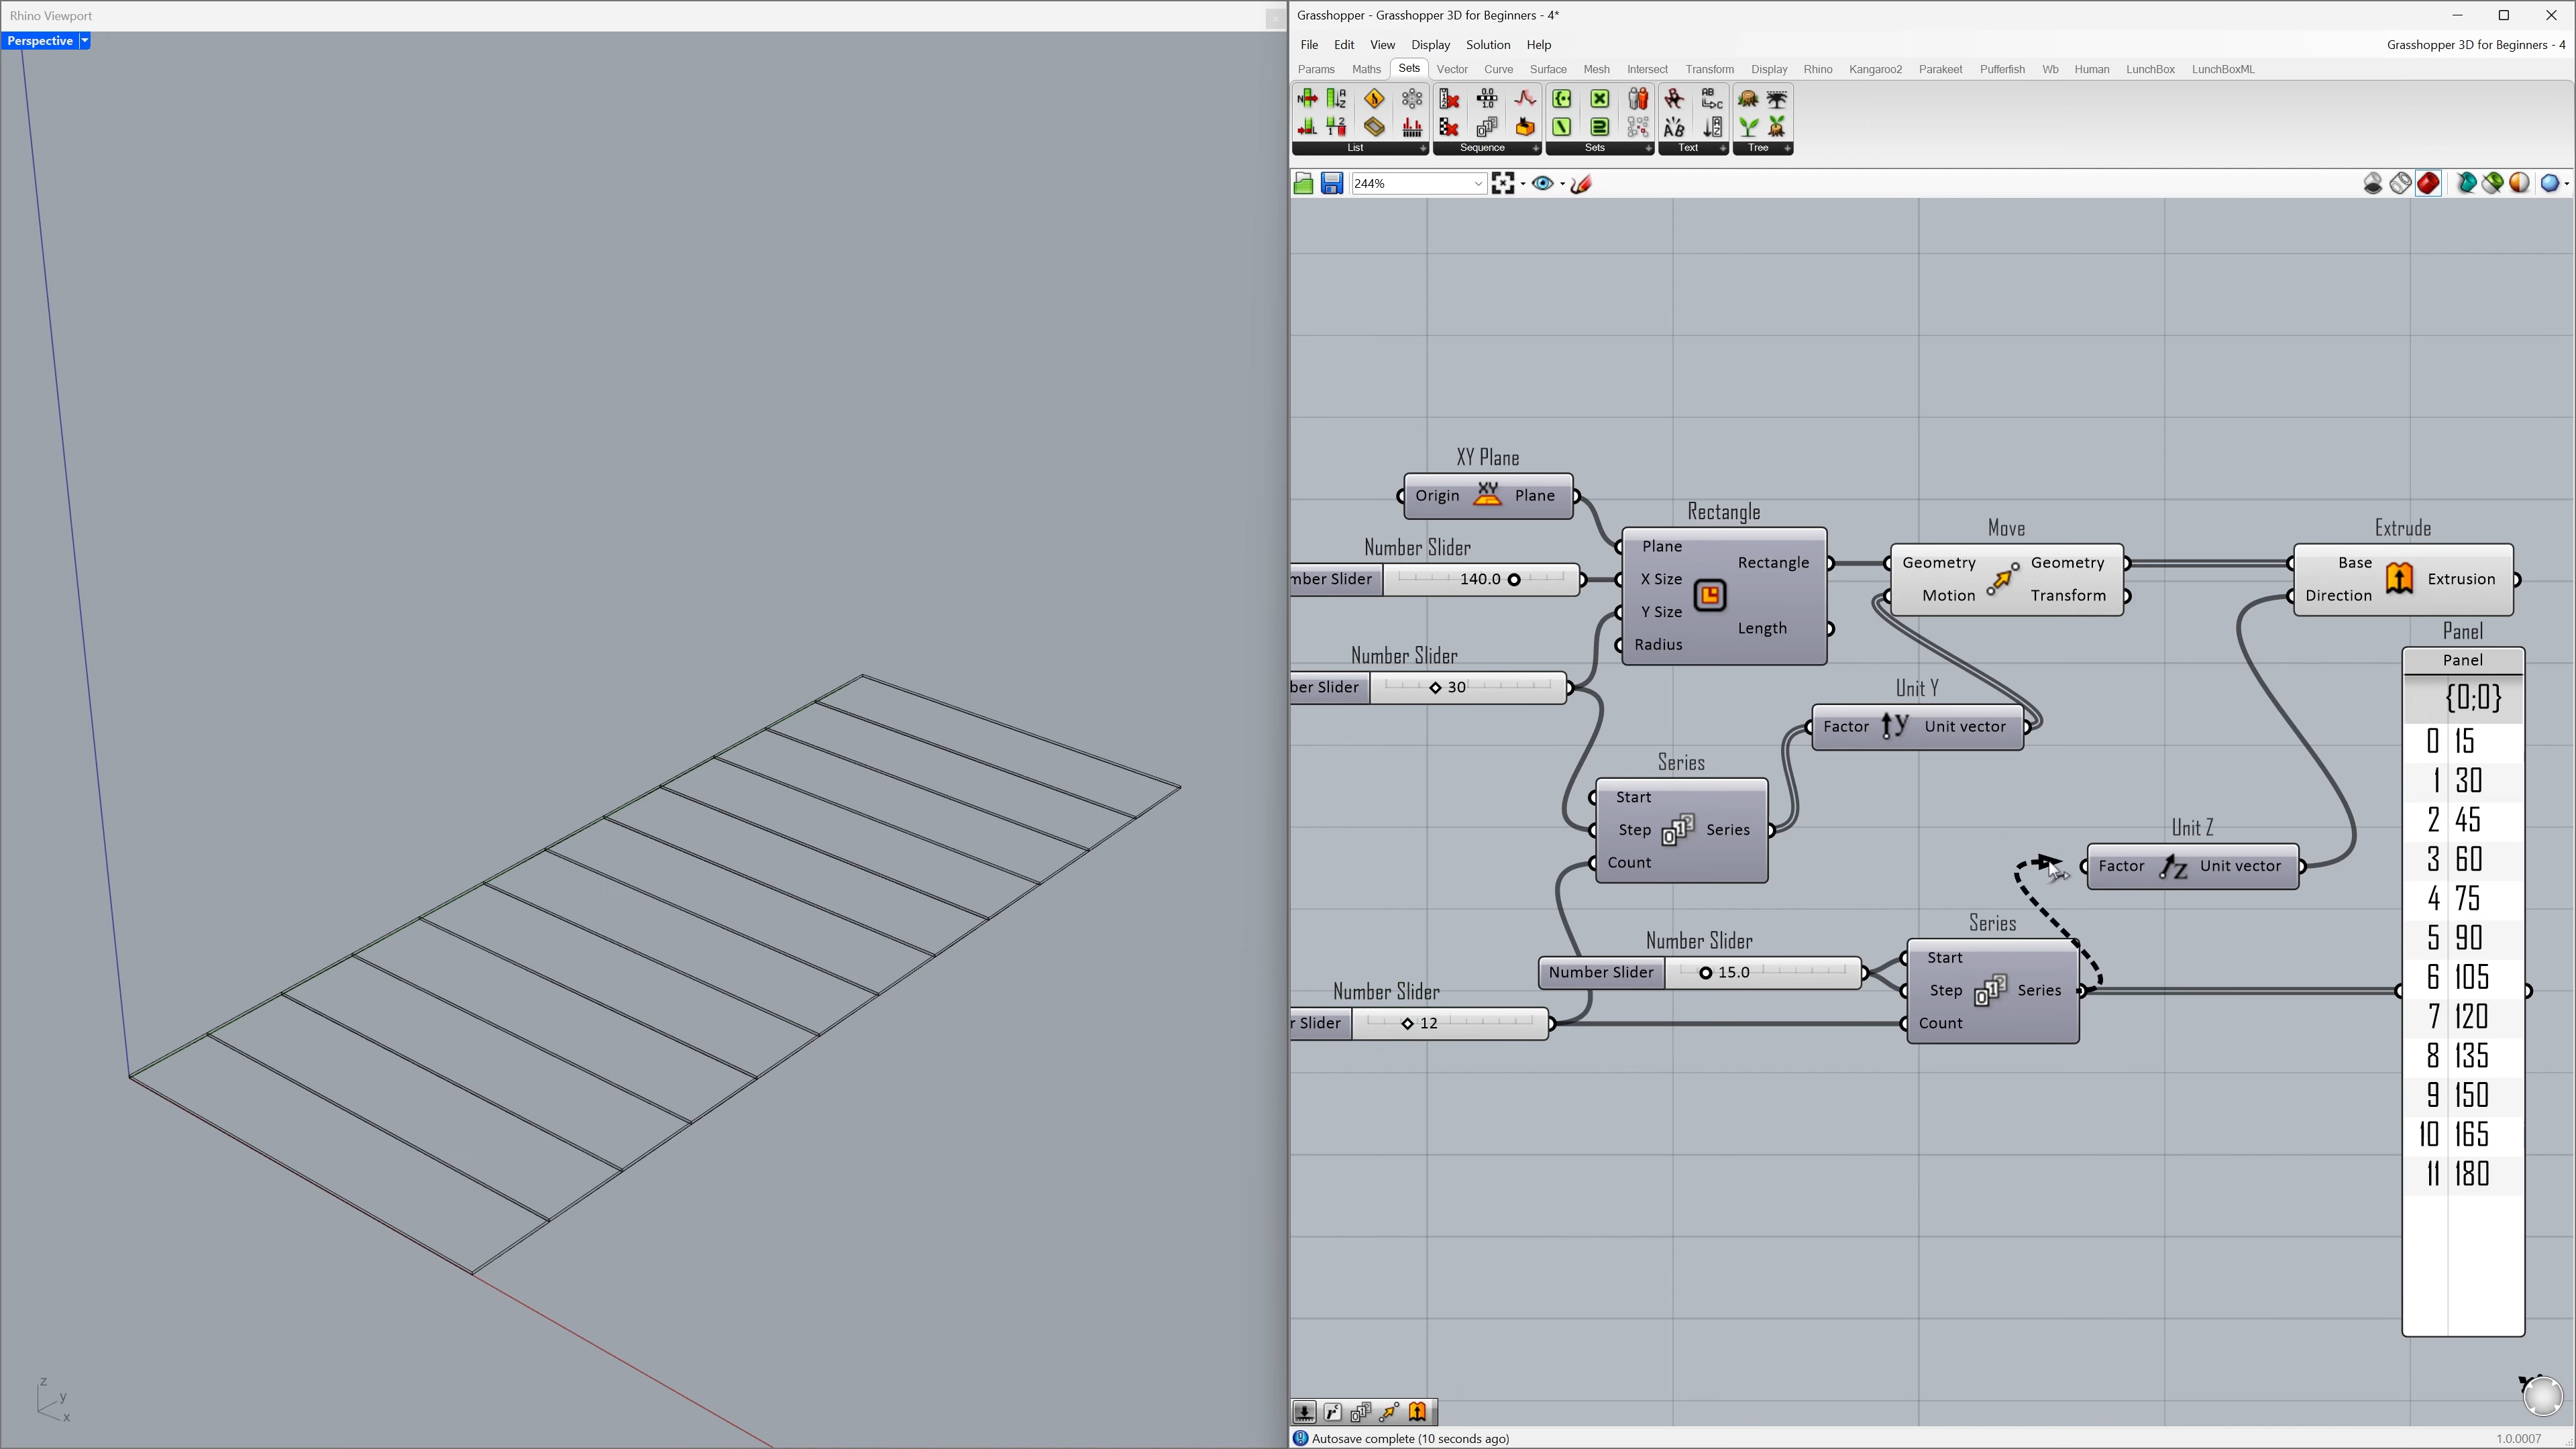 Rhino Viewport
Perspective
z
y
x
Grasshopper - Grasshopper 3D for Beginners - 4*
File Edit View Display Solution Help
Grasshopper 3D for Beginners - 4
Params Maths Sets Vector Curve Surface Mesh Intersect Transform Display Rhino Kangaroo2 Parakeet Pufferfish Wb Human LunchBox LunchBoxML
List Sequence Sets Text Tree
244%
XY Plane
Origin XY Plane
Number Slider
mber Slider 140.0
Number Slider
ber Slider 30
Rectangle
Plane
X Size
Y Size
Radius
Rectangle
Length
Move
Geometry Geometry
Motion Transform
Extrude
Base
Direction
Extrusion
Unit Y
Factor y Unit vector
Series
Start
Step Series
Count
Unit Z
Factor z Unit vector
Number Slider
Number Slider 15.0
Number Slider
r Slider 12
Series
Start
Step Series
Count
Panel
Panel
{0;0}
0 15
1 30
2 45
3 60
4 75
5 90
6 105
7 120
8 135
9 150
10 165
11 180
Autosave complete (10 seconds ago)
1.0.0007